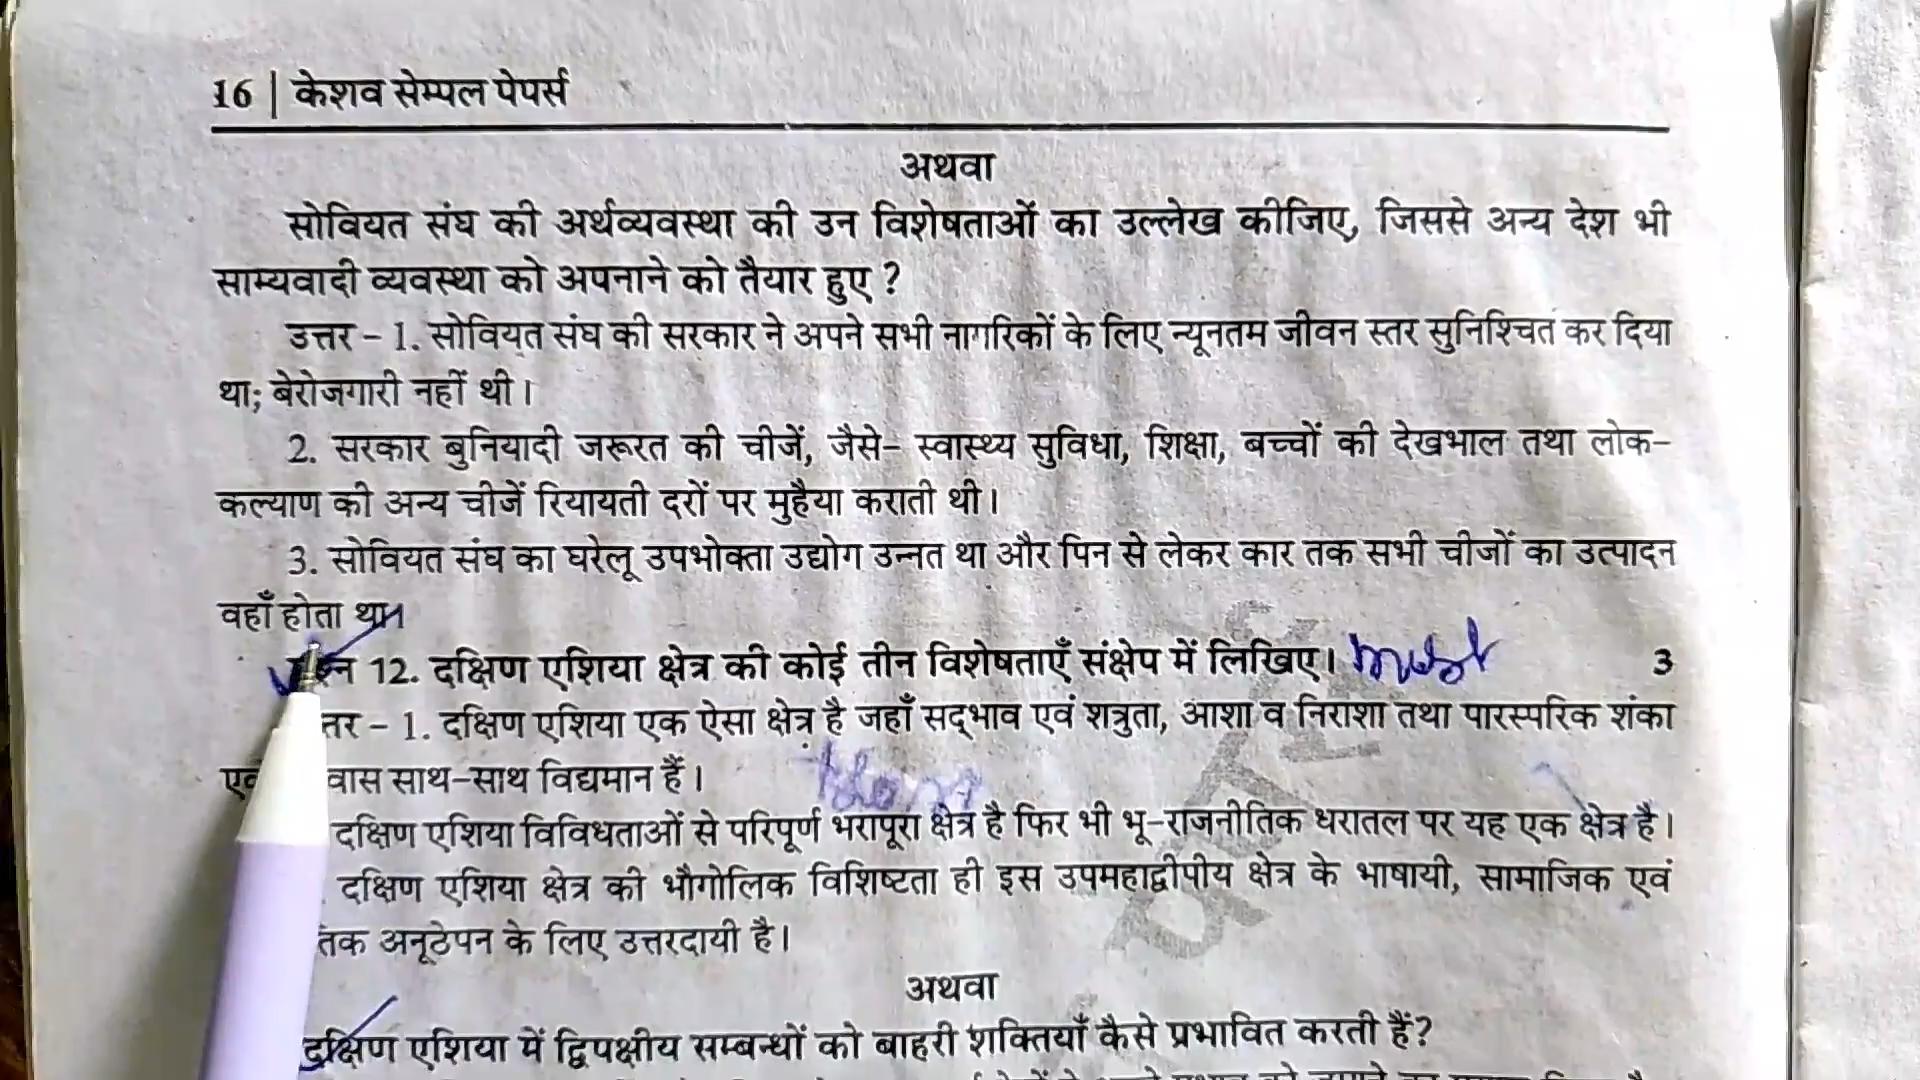 16 | केशव सेम्पल पेपर्स
अथवा
सोवियत संघ की अर्थव्यवस्था की उन विशेषताओं का उल्लेख कीजिए, जिससे अन्य देश भी
साम्यवादी व्यवस्था को अपनाने को तैयार हुए ?
उत्तर – 1. सोवियत संघ की सरकार ने अपने सभी नागरिकों के लिए न्यूनतम जीवन स्तर सुनिश्चित कर दिया
था; बेरोजगारी नहीं थी।
2. सरकार बुनियादी जरूरत की चीजें, जैसे– स्वास्थ्य सुविधा, शिक्षा, बच्चों की देखभाल तथा लोक–
कल्याण की अन्य चीजें रियायती दरों पर मुहैया कराती थी।
3. सोवियत संघ का घरेलू उपभोक्ता उद्योग उन्नत था और पिन से लेकर कार तक सभी चीजों का उत्पादन
वहाँ होता था।
12. दक्षिण एशिया क्षेत्र की कोई तीन विशेषताएँ संक्षेप में लिखिए। most 3
तर – 1. दक्षिण एशिया एक ऐसा क्षेत्र है जहाँ सद्भाव एवं शत्रुता, आशा व निराशा तथा पारस्परिक शंका
वास साथ–साथ विद्यमान हैं।
दक्षिण एशिया विविधताओं से परिपूर्ण भरापूरा क्षेत्र है फिर भी भू–राजनीतिक धरातल पर यह एक क्षेत्र है।
दक्षिण एशिया क्षेत्र की भौगोलिक विशिष्टता ही इस उपमहाद्वीपीय क्षेत्र के भाषायी, सामाजिक एवं
तिक अनूठेपन के लिए उत्तरदायी है।
अथवा
दक्षिण एशिया में द्विपक्षीय सम्बन्धों को बाहरी शक्तियाँ कैसे प्रभावित करती हैं?